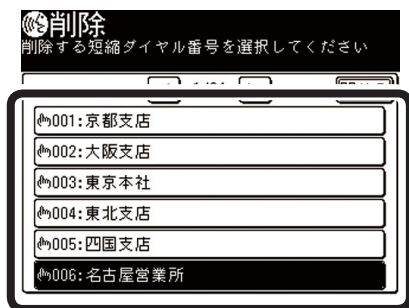 削除
削除する短縮ダイヤル番号を選択してください
001:京都支店
002:大阪支店
003:東京本社
004:東北支店
005:四国支店
006:名古屋営業所